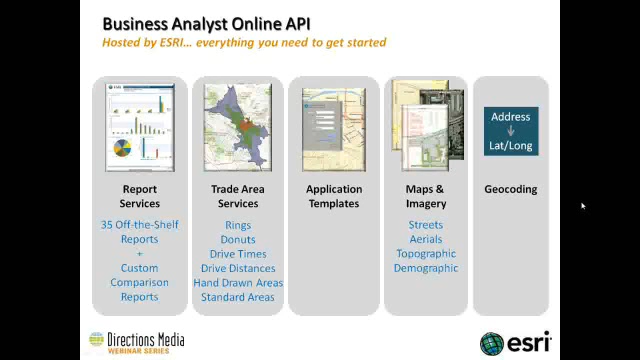 Business Analyst Online API
Hosted by ESRI... everything you need to get started
Report
Services
35 Off-the-Shelf
Reports
+
Custom
Comparison
Reports
Trade Area
Services
Rings
Donuts
Drive Times
Drive Distances
Hand Drawn Areas
Standard Areas
Application
Templates
Maps &
Imagery
Streets
Aerials
Topographic
Demographic
Address
Lat/Long
Geocoding
Directions Media
WEBINAR SERIES
esri